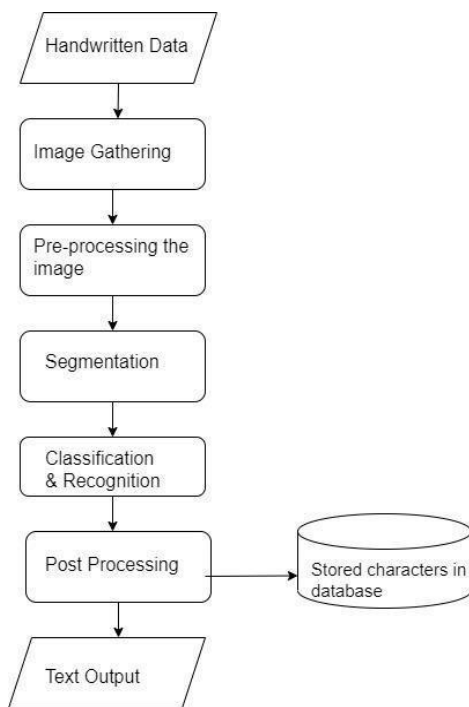 Handwritten Data
Image Gathering
Pre-processing the
image
Segmentation
Classification
& Recognition
Post Processing
Stored characters in
database
Text Output